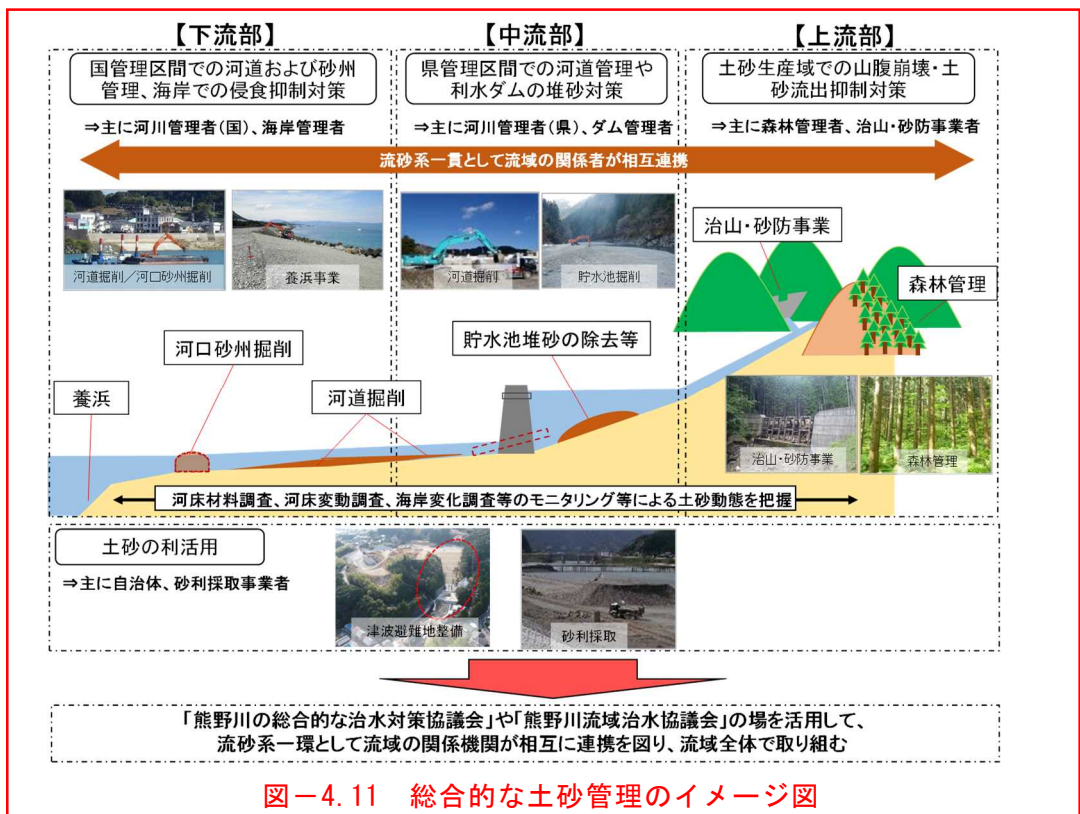 【下流部】
【中流部】
【上流部】
国管理区間での河道および砂州
管理、海岸での侵食抑制対策
県管理区間での河道管理や
利水ダムの堆砂対策
土砂生産域での山腹崩壊・土
砂流出抑制対策
⇒主に河川管理者(国)、海岸管理者
⇒主に河川管理者(県)、ダム管理者
⇒主に森林管理者、治山・砂防事業者
流砂系一貫として流域の関係者が相互連携
河道掘削/河口砂州掘削
養浜事業
河道掘削
貯水池掘削
治山・砂防事業
森林管理
河口砂州掘削
貯水池堆砂の除去等
養浜
河道掘削
治山・砂防事業
森林管理
河床材料調査、河床変動調査、海岸変化調査等のモニタリング等による土砂動態を把握
土砂の利活用
⇒主に自治体、砂利採取事業者
津波避難地整備
砂利採取
「熊野川の総合的な治水対策協議会」や「熊野川流域治水協議会」の場を活用して、
流砂系一環として流域の関係機関が相互に連携を図り、流域全体で取り組む
図－4.11 総合的な土砂管理のイメージ図